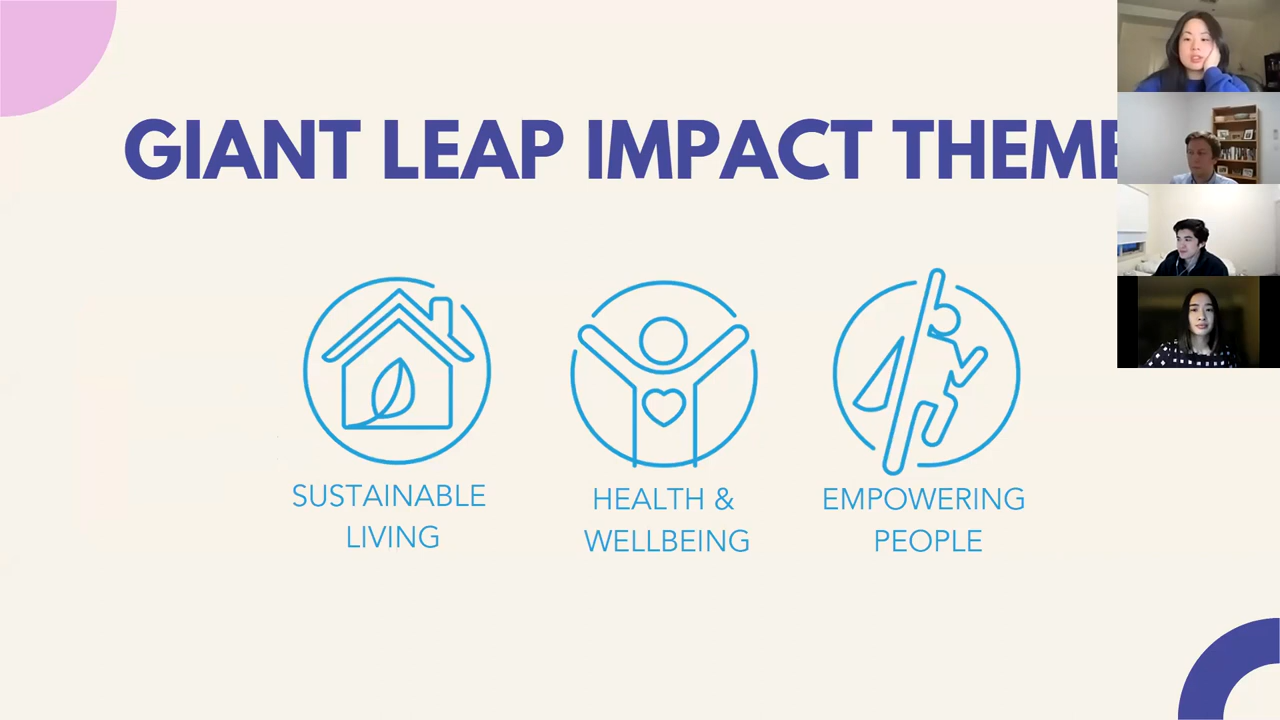 GIANT LEAP IMPACT THEME
SUSTAINABLE
LIVING
HEALTH &
WELLBEING
EMPOWERING
PEOPLE